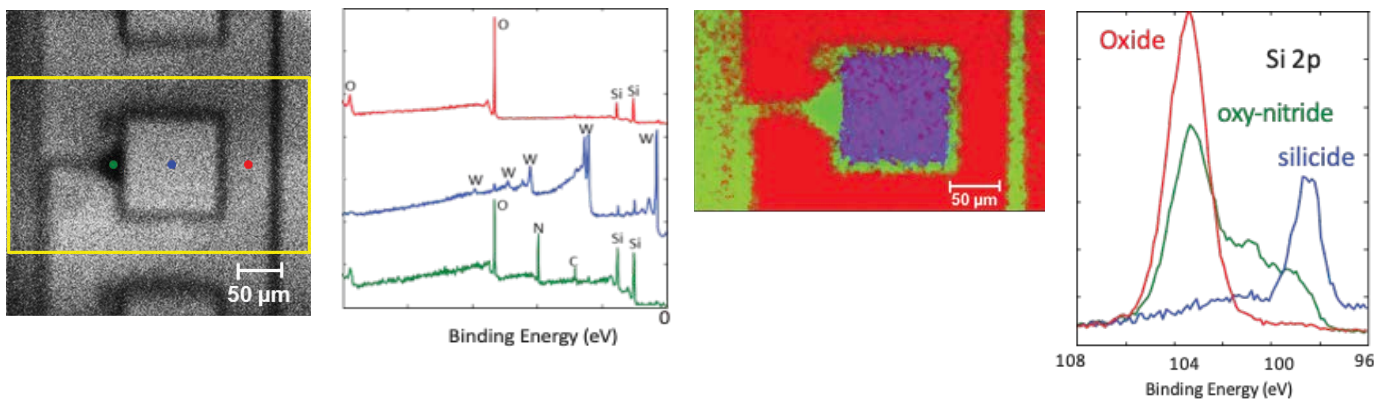 50 µm
O
O
Si
Si
W
W
W
W
W
O
N
C
Si
Si
0
Binding Energy (eV)
50 µm
Oxide
Si 2p
oxy-nitride
silicide
108
104
100
96
Binding Energy (eV)